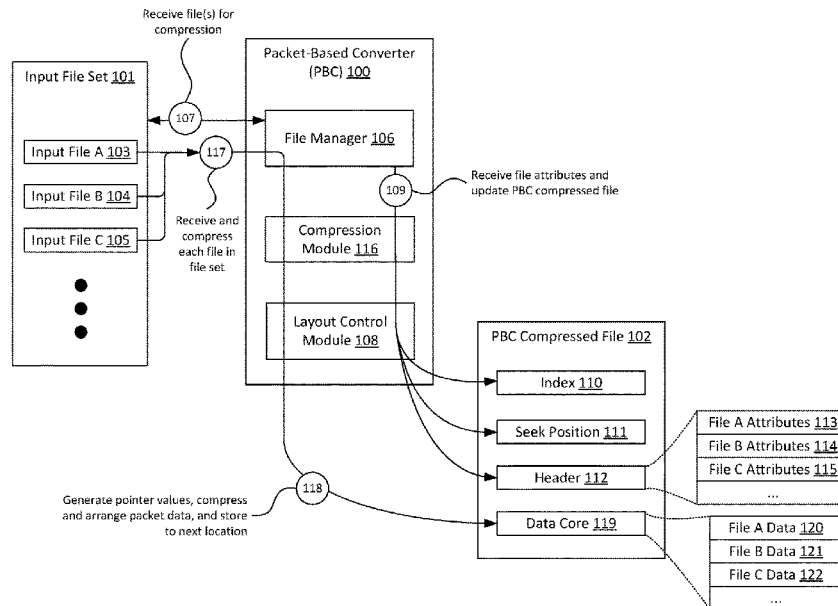 Receive file(s) for
compression
Input File Set 101
Input File A 103
Input File B 104
Input File C 105
107
117
Receive and
compress
each file in
file set
Packet-Based Converter
(PBC) 100
File Manager 106
109
Receive file attributes and
update PBC compressed file
Compression
Module 116
Layout Control
Module 108
118
Generate pointer values, compress
and arrange packet data, and store
to next location
PBC Compressed File 102
Index 110
Seek Position 111
Header 112
Data Core 119
File A Attributes 113
File B Attributes 114
File C Attributes 115
...
File A Data 120
File B Data 121
File C Data 122
...